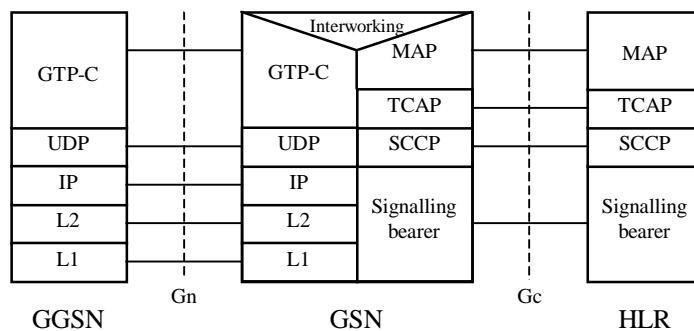 Interworking
GTP-C
GTP-C
MAP
MAP
TCAP
TCAP
UDP
UDP
SCCP
SCCP
IP
IP
L2
L2
Signalling
bearer
Signalling
bearer
L1
L1
Gn
Gc
GGSN
GSN
HLR